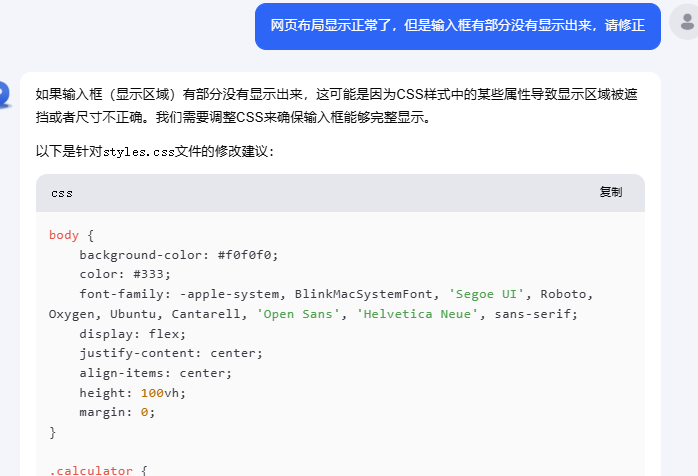 网页布局显示正常了，但是输入框有部分没有显示出来，请修正
如果输入框（显示区域）有部分没有显示出来，这可能是因为CSS样式中的某些属性导致显示区域被遮
挡或者尺寸不正确。我们需要调整CSS来确保输入框能够完整显示。
以下是针对styles.css文件的修改建议：
css 复制
body {
    background-color: #f0f0f0;
    color: #333;
    font-family: -apple-system, BlinkMacSystemFont, 'Segoe UI', Roboto,
Oxygen, Ubuntu, Cantarell, 'Open Sans', 'Helvetica Neue', sans-serif;
    display: flex;
    justify-content: center;
    align-items: center;
    height: 100vh;
    margin: 0;
}
.calculator {